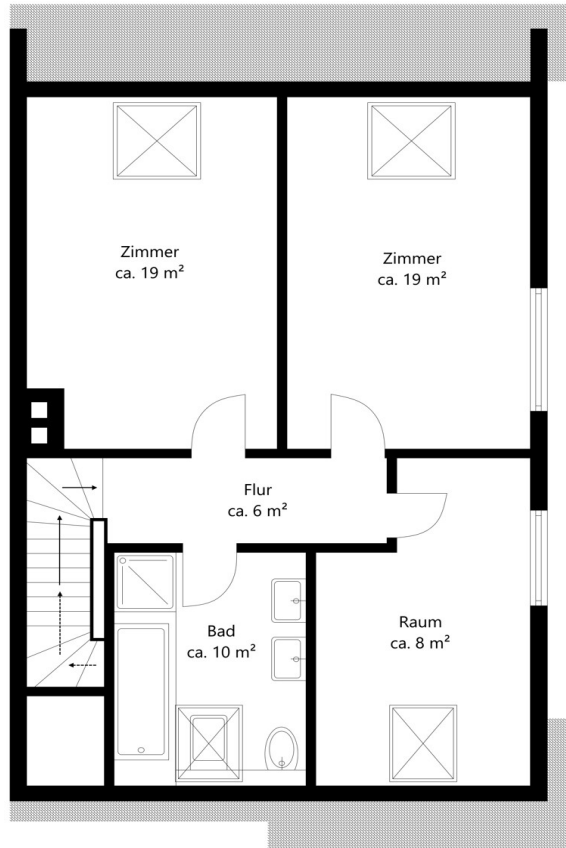 Zimmer
ca. 19 m²
Zimmer
ca. 19 m²
Flur
ca. 6 m²
Bad
ca. 10 m²
Raum
ca. 8 m²